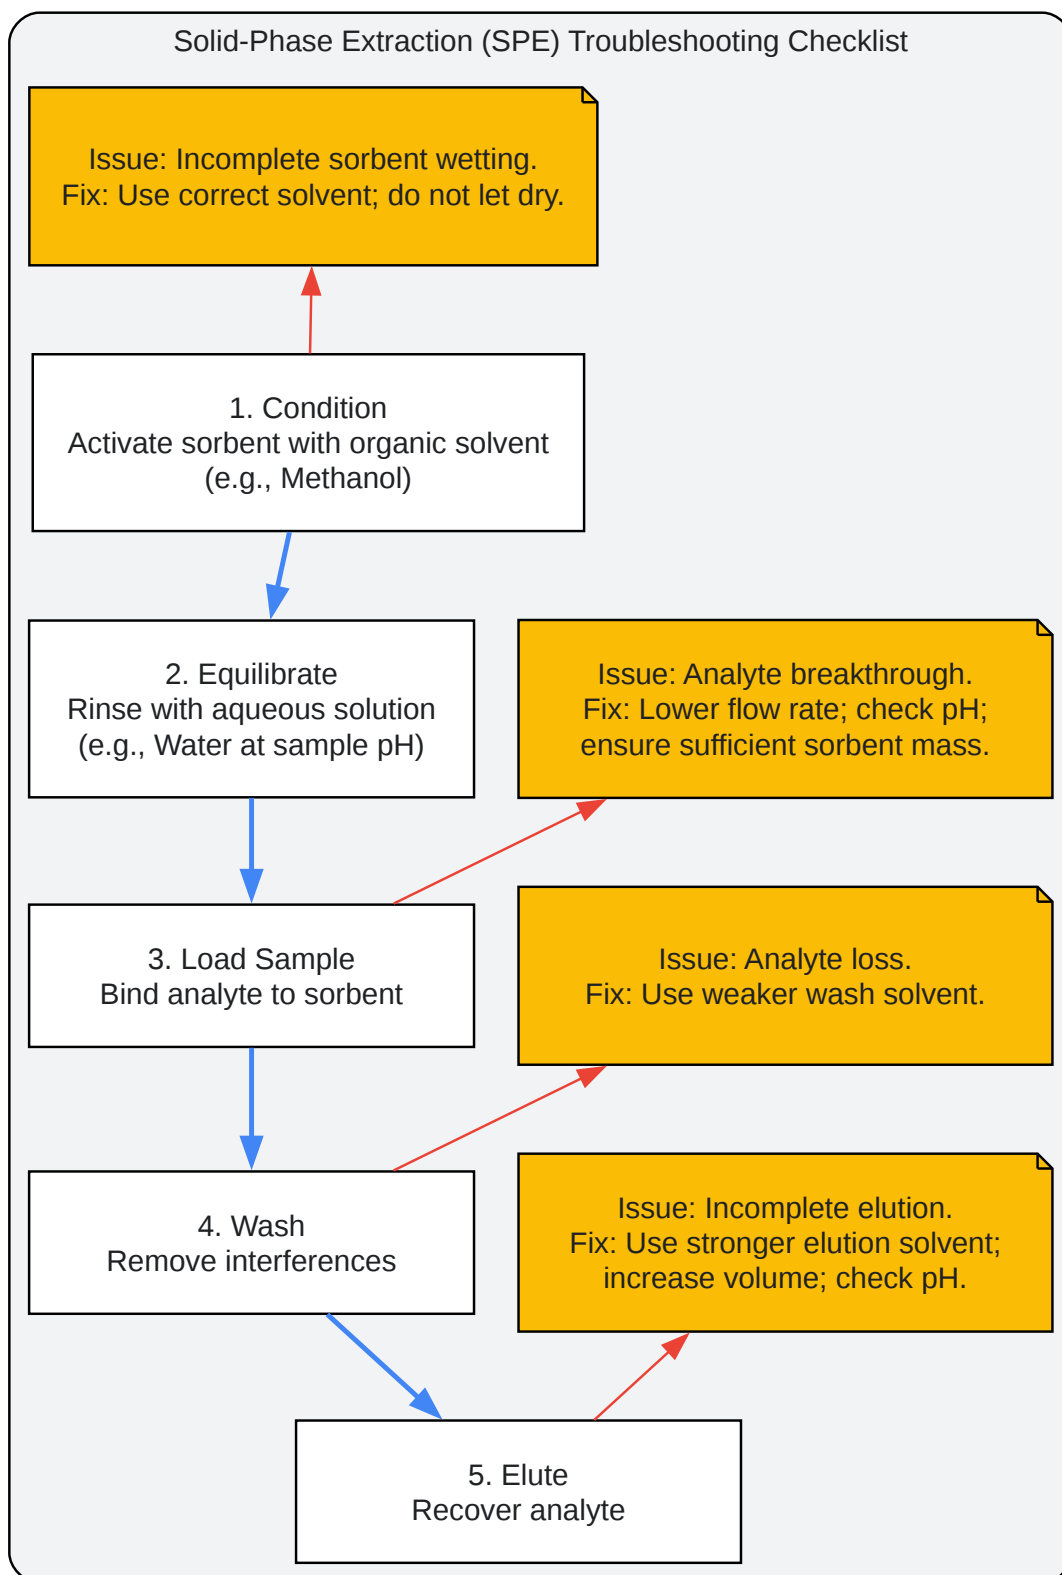 Solid-Phase Extraction (SPE) Troubleshooting Checklist
Issue: Incomplete sorbent wetting.
Fix: Use correct solvent; do not let dry.
1. Condition
Activate sorbent with organic solvent
(e.g., Methanol)
2. Equilibrate
Rinse with aqueous solution
(e.g., Water at sample pH)
Issue: Analyte breakthrough.
Fix: Lower flow rate; check pH;
ensure sufficient sorbent mass.
3. Load Sample
Bind analyte to sorbent
Issue: Analyte loss.
Fix: Use weaker wash solvent.
4. Wash
Remove interferences
Issue: Incomplete elution.
Fix: Use stronger elution solvent;
increase volume; check pH.
5. Elute
Recover analyte